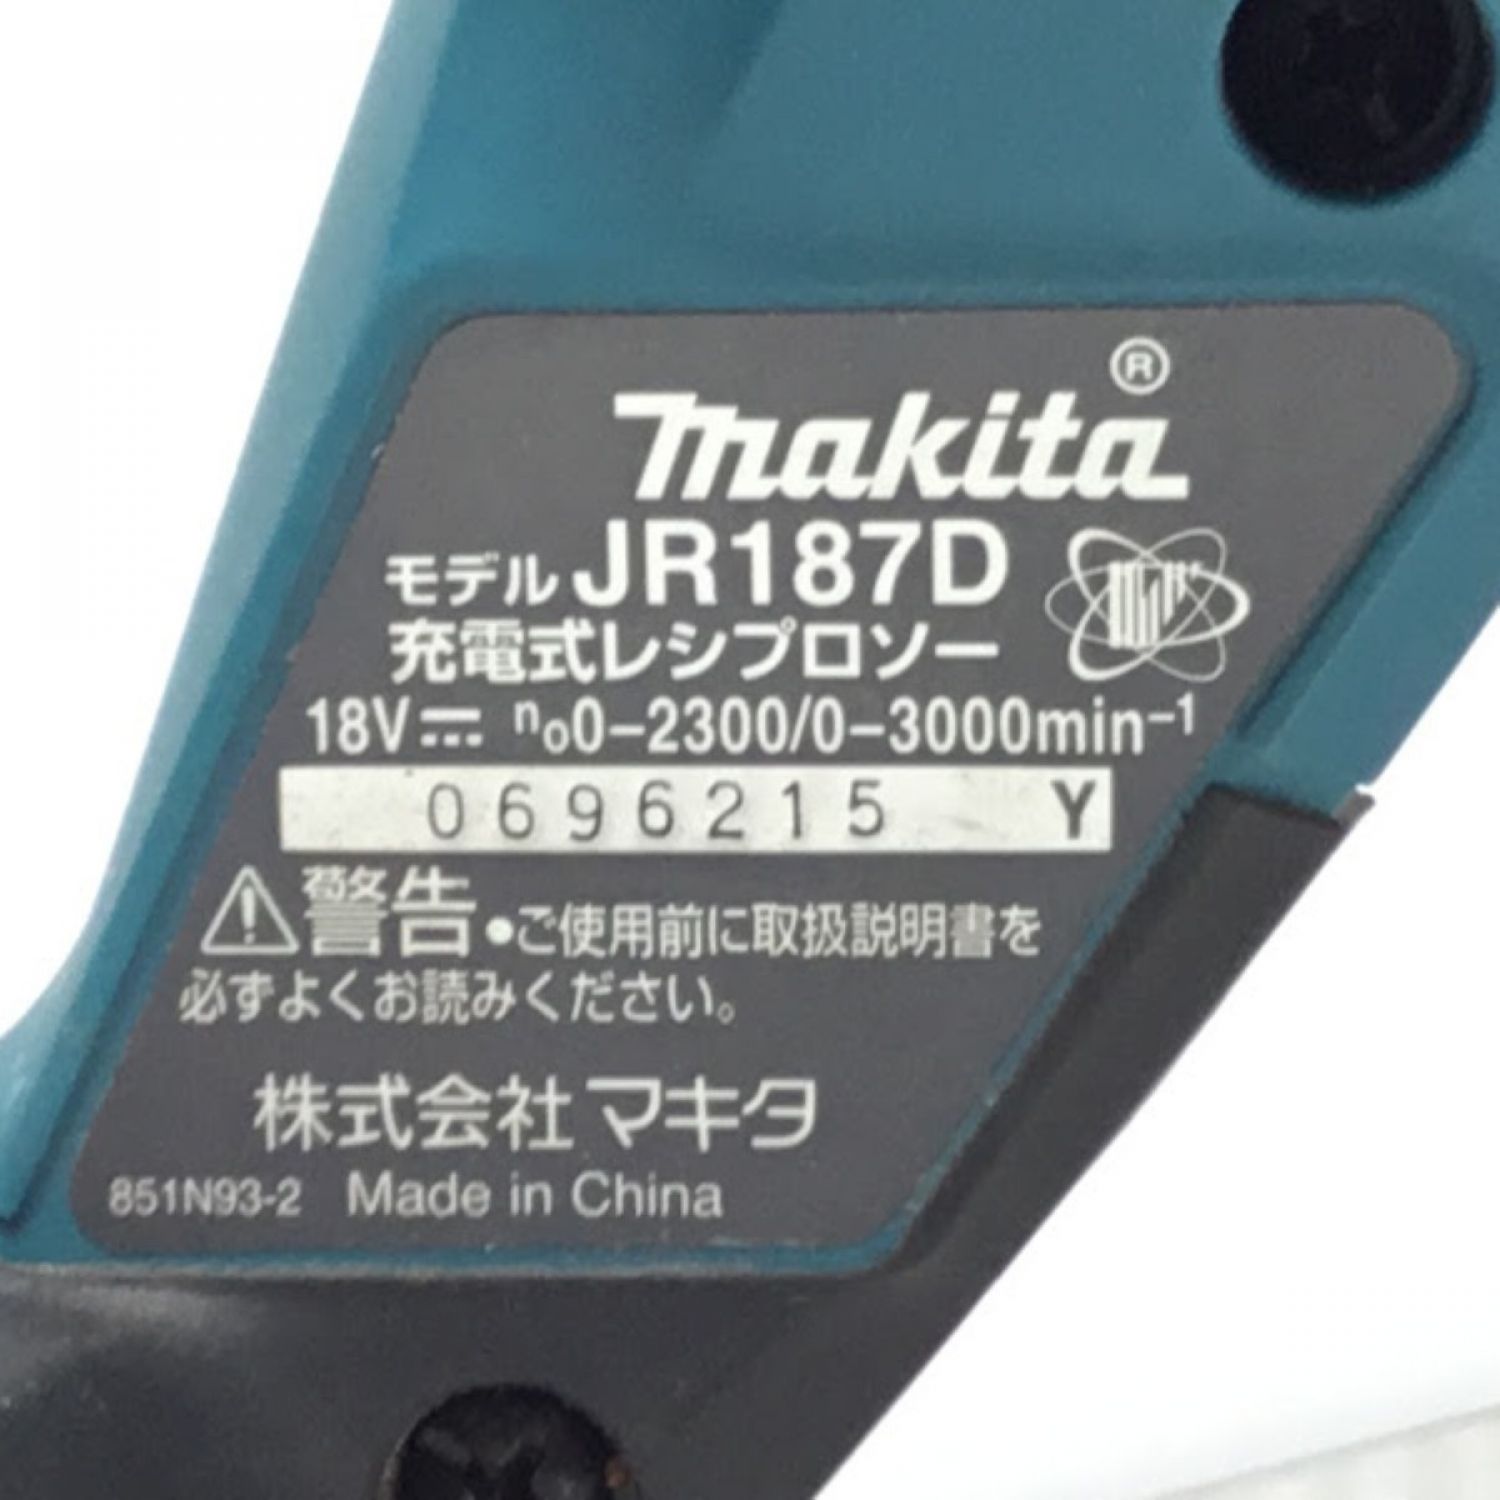 makita®
モデル JR187D
充電式レシプロソー
18V⎓ n₀0-2300/0-3000min⁻¹
0696215 Y
⚠警告 ●ご使用前に取扱説明書を
必ずよくお読みください。
株式会社マキタ
851N93-2 Made in China